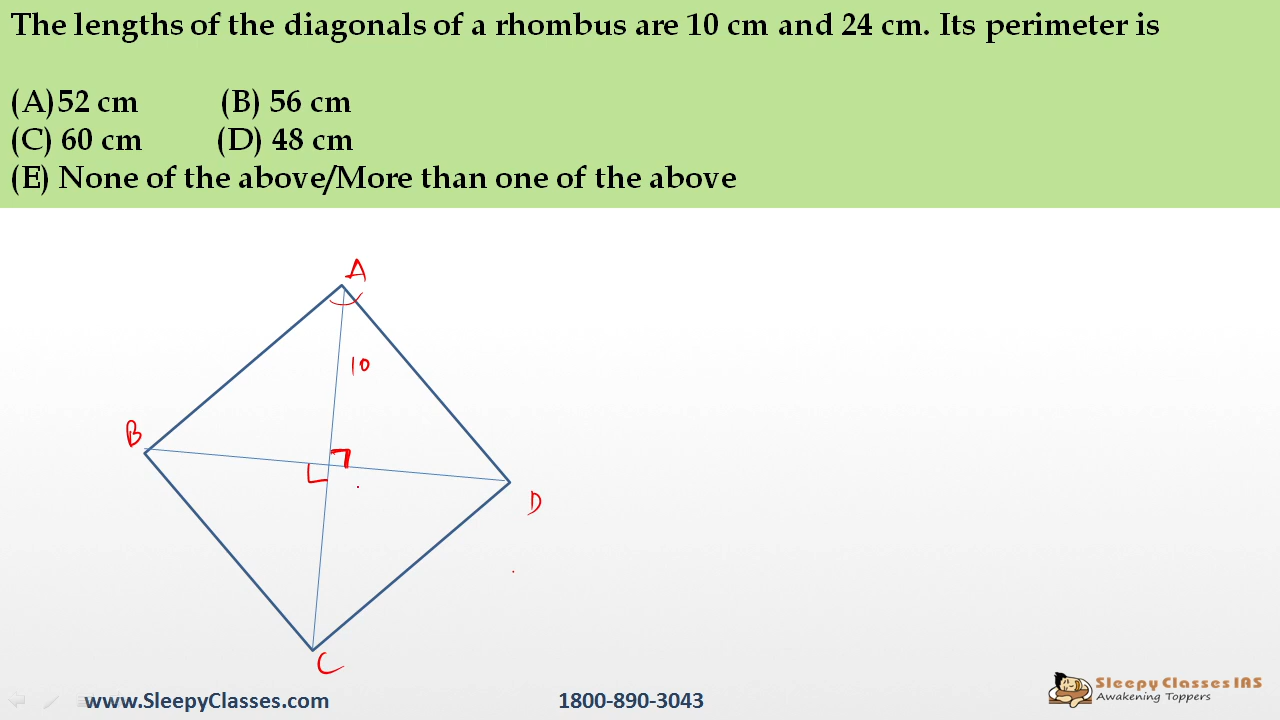 The lengths of the diagonals of a rhombus are 10 cm and 24 cm. Its perimeter is
(A) 52 cm (B) 56 cm
(C) 60 cm (D) 48 cm
(E) None of the above/More than one of the above
A
10
B
D
C
www.SleepyClasses.com 1800-890-3043
Sleepy Classes IAS
Awakening Toppers